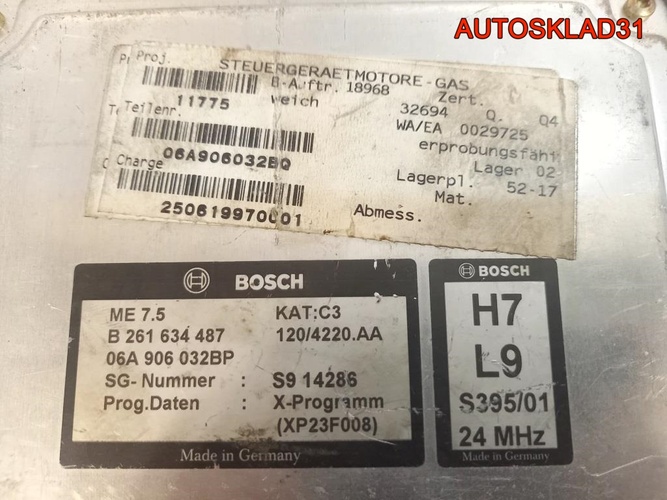 AUTOSKLAD31
STEUERGERAETMOTORE-GAS
Proj.
B-Auftr. 18968
Zert.
11775
weich
32694 Q. Q4
Teilenr.
WA/EA 0029725
06A906032BQ
erprobungsfähi
Lager 02-
Charge
Lagerpl. 52-17
Mat.
250619970001
Abmess.
BOSCH
ME 7.5 KAT:C3
B 261 634 487 120/4220.AA
06A 906 032BP
SG- Nummer : S9 14286
Prog.Daten : X-Programm
(XP23F008)
Made in Germany
BOSCH
H7
L9
S395/01
24 MHz
Made in Germany